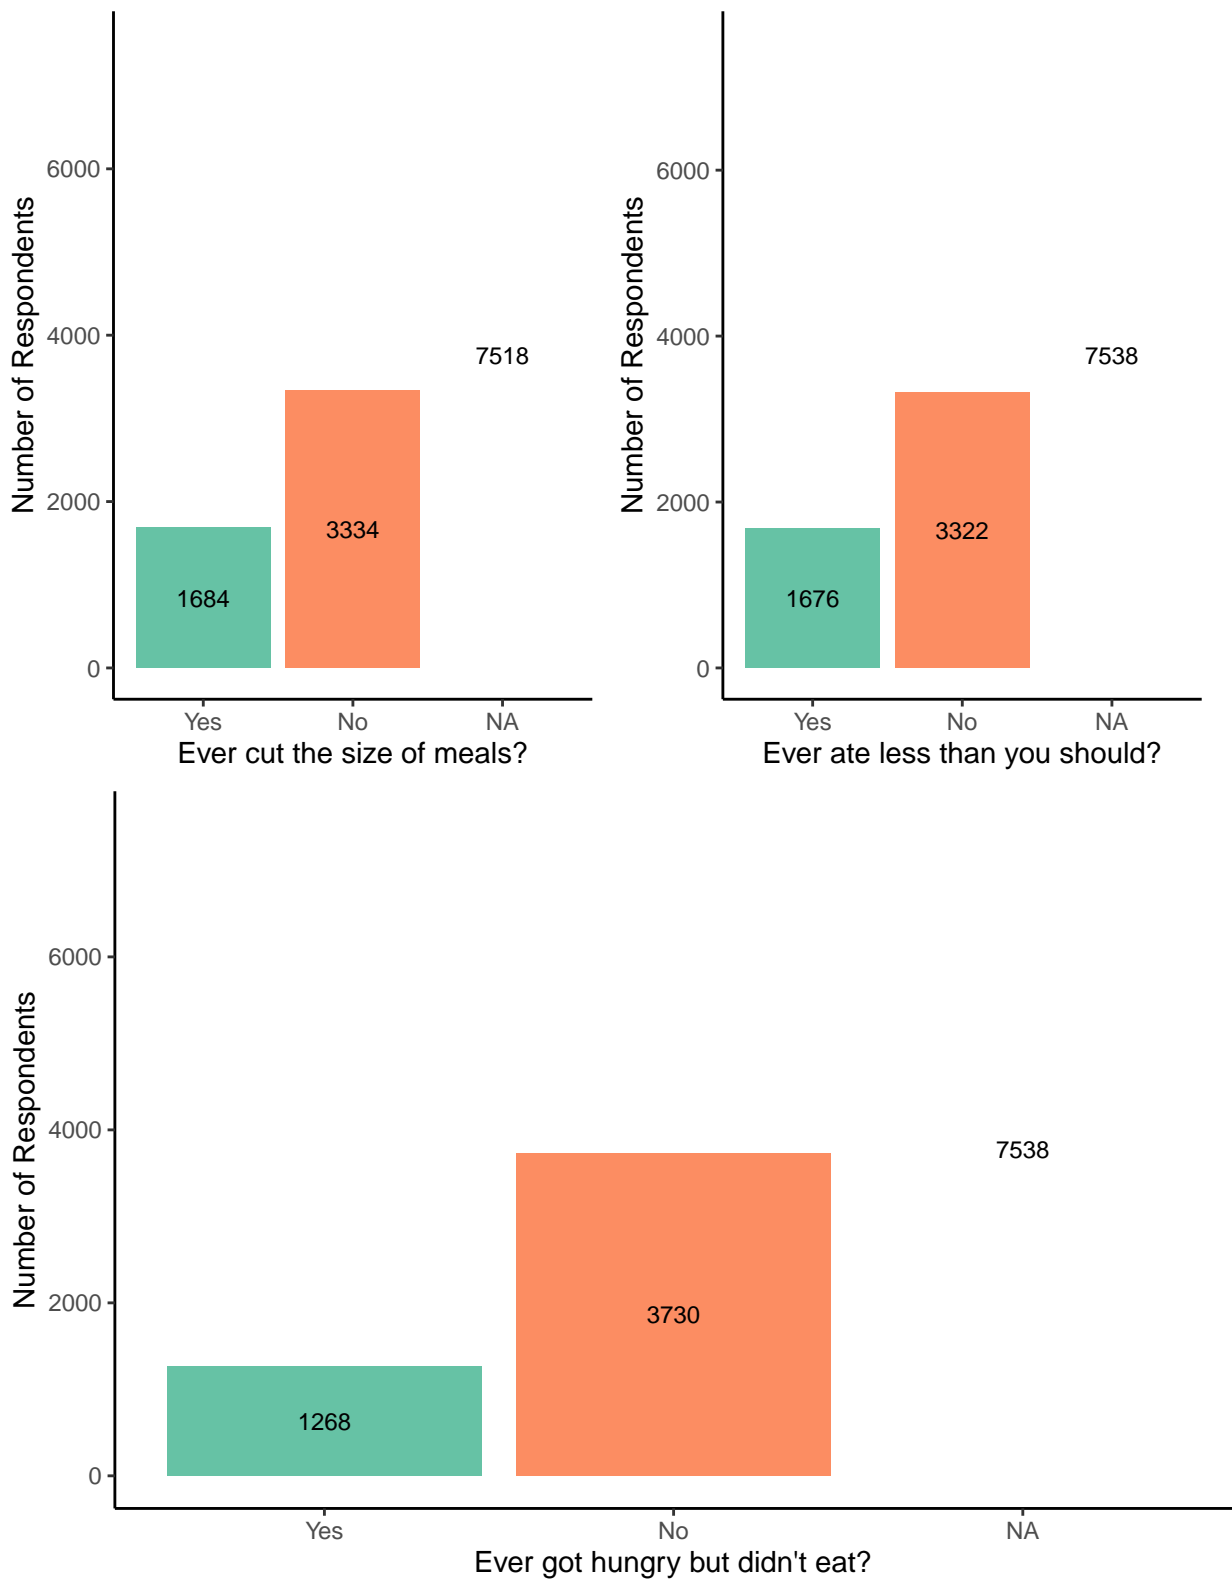 Number of Respondents
6000
4000
2000
0
7518
3334
1684
Yes No NA
Ever cut the size of meals?
Number of Respondents
6000
4000
2000
0
7538
3322
1676
Yes No NA
Ever ate less than you should?
Number of Respondents
6000
4000
2000
0
7538
3730
1268
Yes No NA
Ever got hungry but didn't eat?